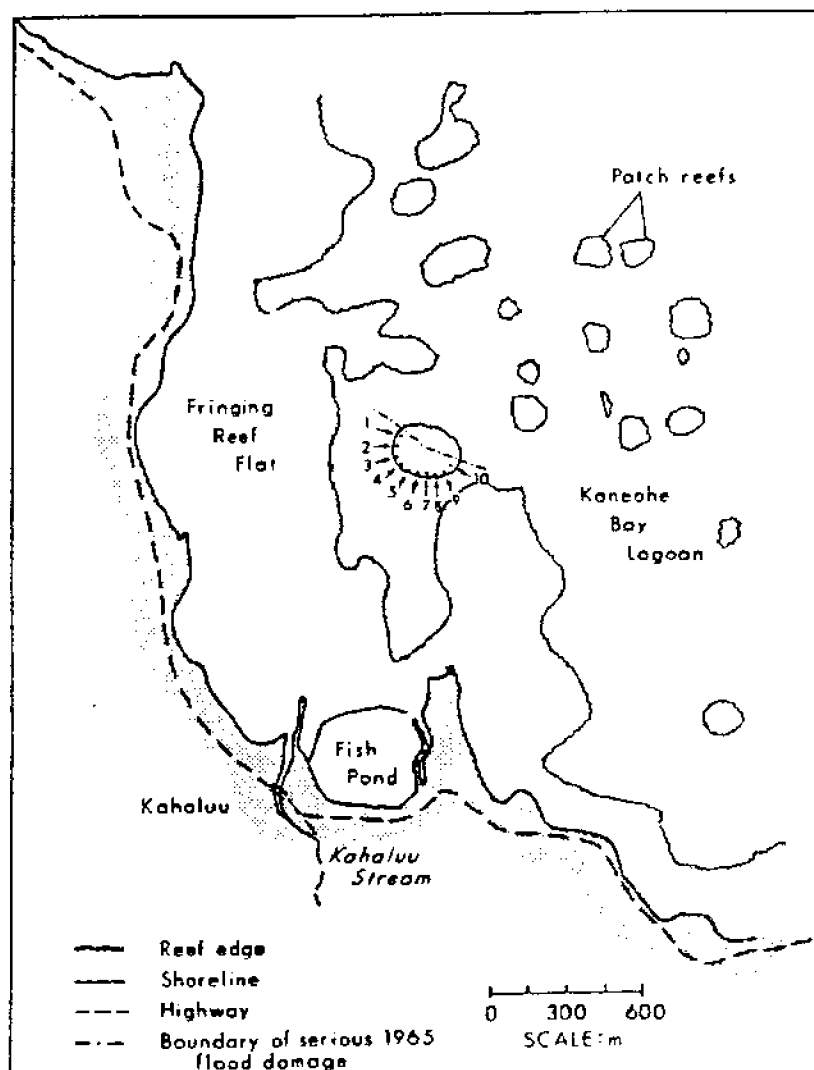 Patch reefs
Fringing
Reef
Flat
1
2
3
4
5
6
7
8
9
10
Kaneohe
Bay
Lagoon
Fish
Pond
Kahaluu
Kahaluu
Stream
Reef edge
Shoreline
Highway
Boundary of serious 1965
flood damage
0 300 600
SCALE:m